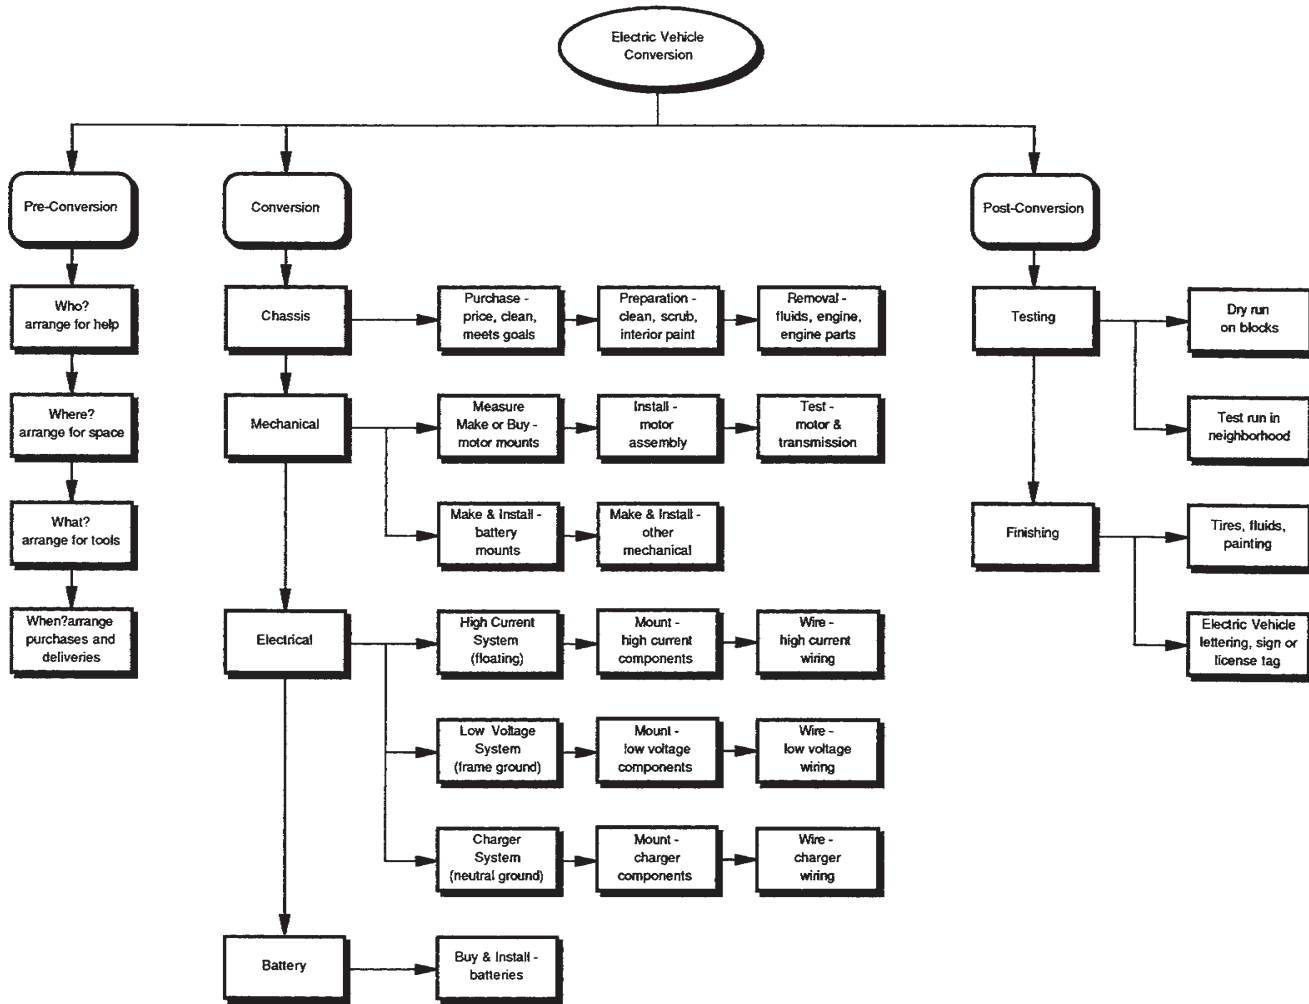 Electric Vehicle
Conversion
Pre-Conversion
Conversion
Post-Conversion
Who?
arrange for help
Where?
arrange for space
What?
arrange for tools
When?arrange
purchases and
deliveries
Chassis
Purchase -
price, clean,
meets goals
Preparation -
clean, scrub,
interior paint
Removal -
fluids, engine,
engine parts
Mechanical
Measure
Make or Buy -
motor mounts
Install -
motor
assembly
Test -
motor &
transmission
Make & Install -
battery
mounts
Make & Install -
other
mechanical
Electrical
High Current
System
(floating)
Mount -
high current
components
Wire -
high current
wiring
Low Voltage
System
(frame ground)
Mount -
low voltage
components
Wire -
low voltage
wiring
Charger
System
(neutral ground)
Mount -
charger
components
Wire -
charger
wiring
Battery
Buy & Install -
batteries
Testing
Dry run
on blocks
Test run in
neighborhood
Finishing
Tires, fluids,
painting
Electric Vehicle
lettering, sign or
license tag